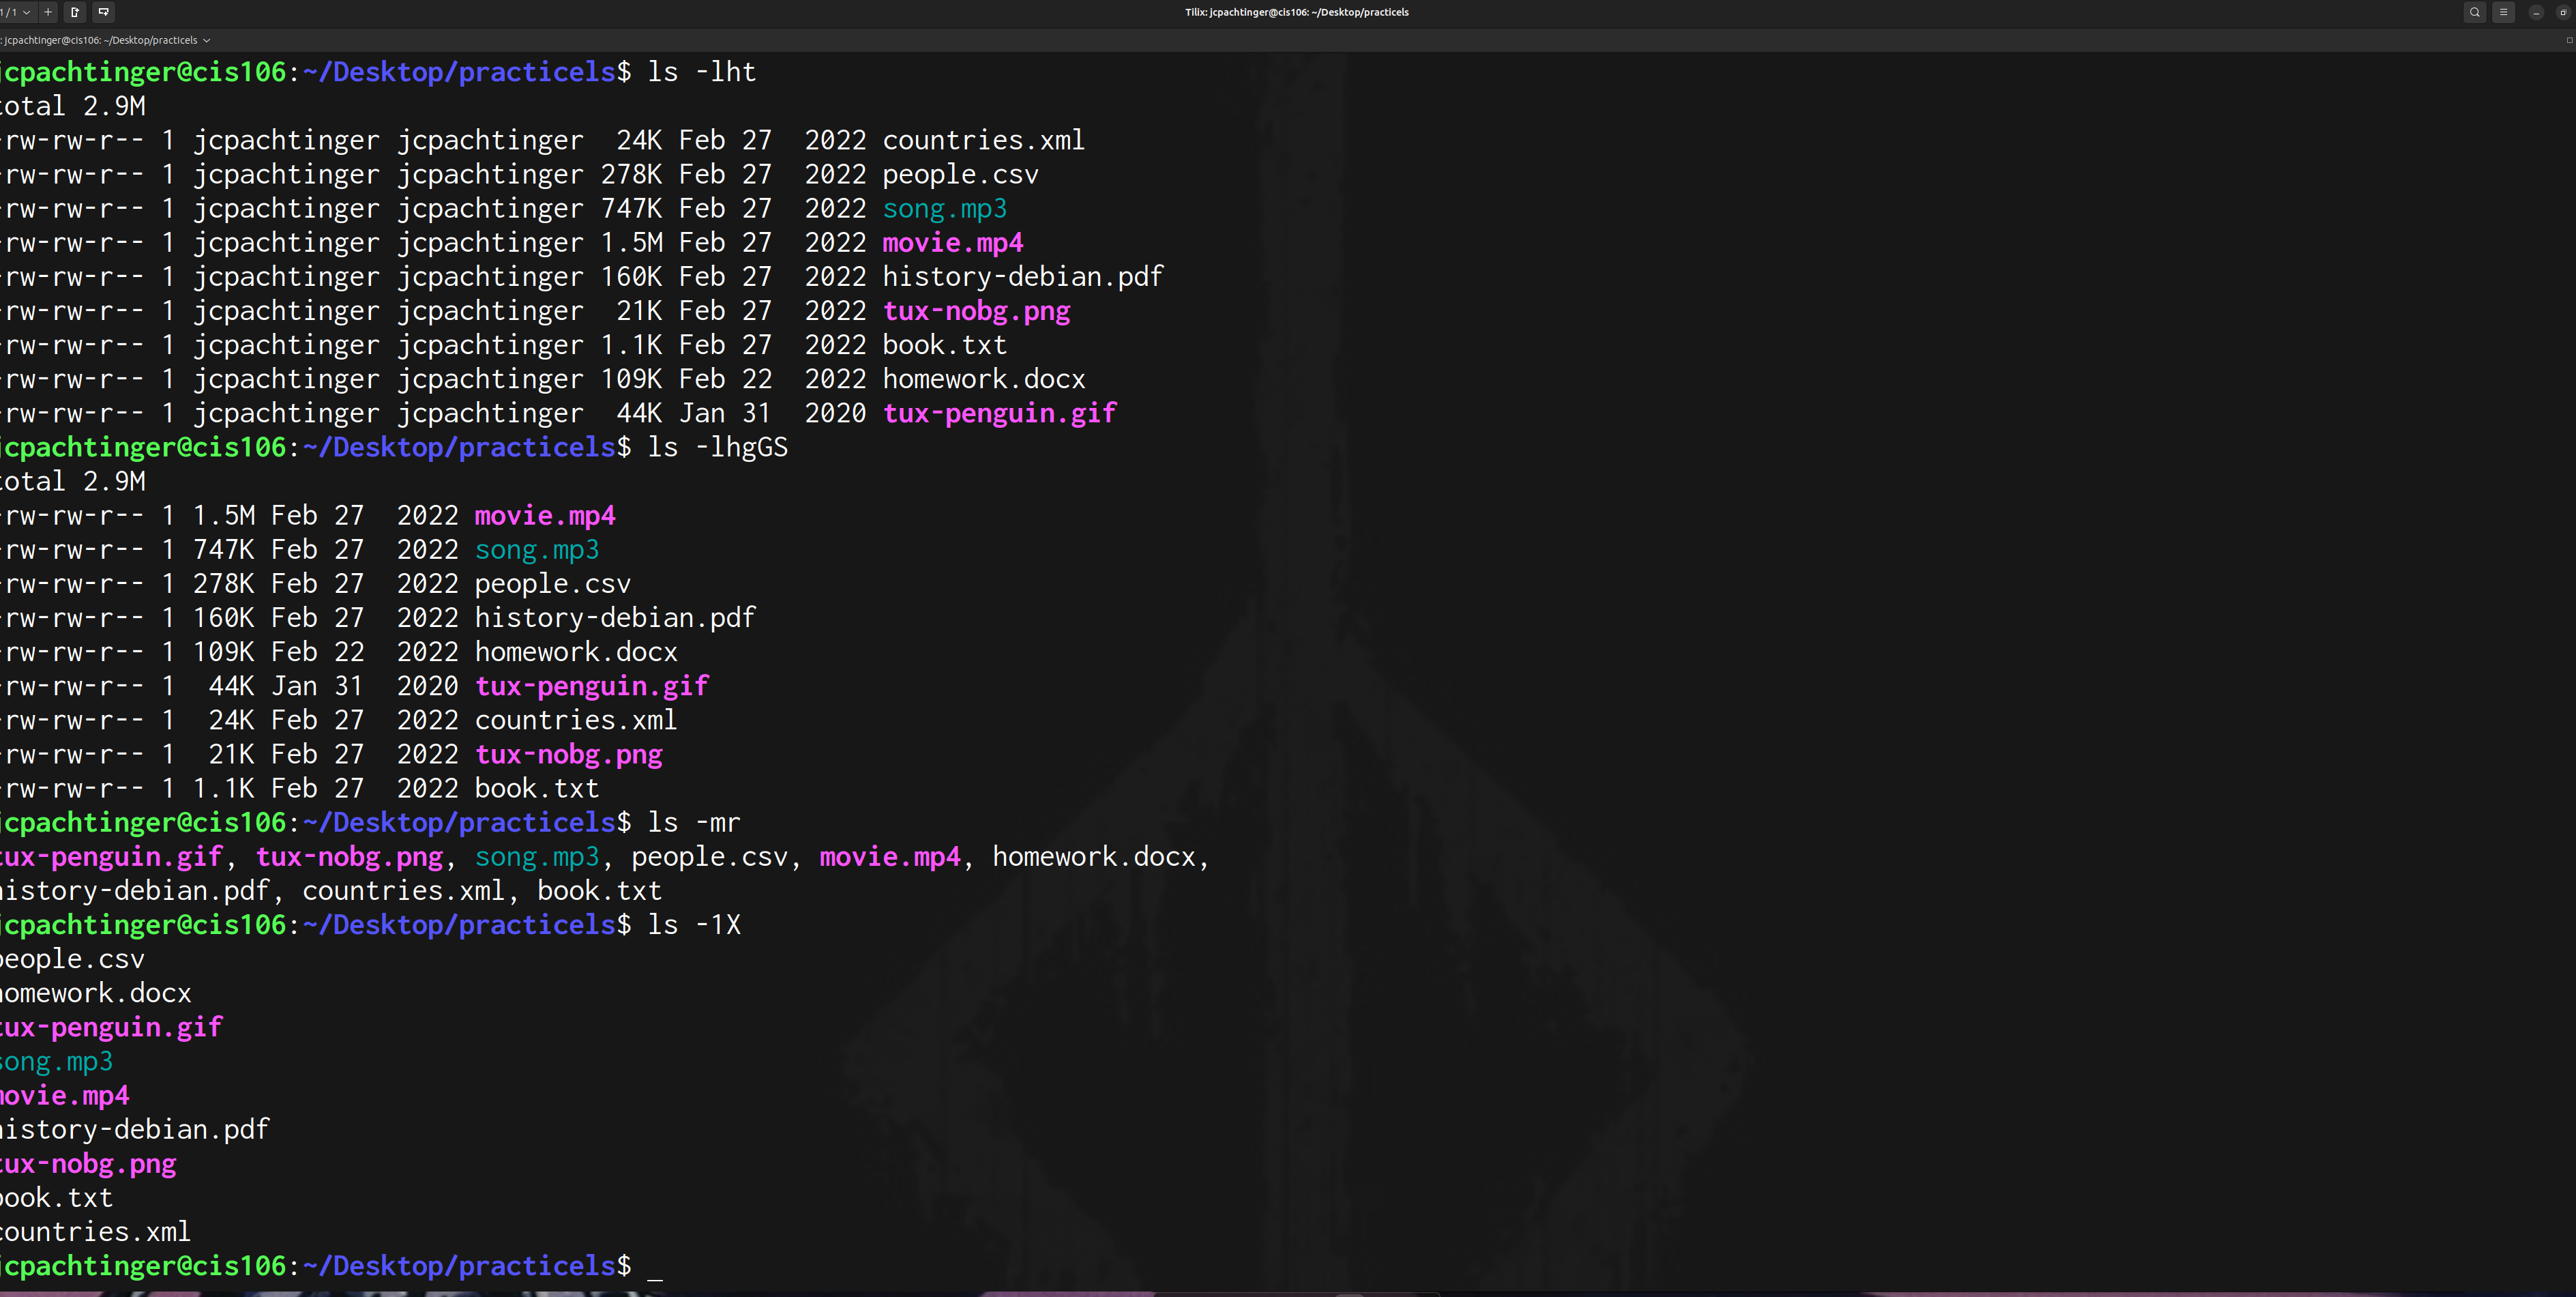 1 / 1
Tilix: jcpachtinger@cis106: ~/Desktop/practicels
: jcpachtinger@cis106: ~/Desktop/practicels
jcpachtinger@cis106:~/Desktop/practicels$ ls -lht
total 2.9M
-rw-rw-r-- 1 jcpachtinger jcpachtinger  24K Feb 27  2022 countries.xml
-rw-rw-r-- 1 jcpachtinger jcpachtinger 278K Feb 27  2022 people.csv
-rw-rw-r-- 1 jcpachtinger jcpachtinger 747K Feb 27  2022 song.mp3
-rw-rw-r-- 1 jcpachtinger jcpachtinger 1.5M Feb 27  2022 movie.mp4
-rw-rw-r-- 1 jcpachtinger jcpachtinger 160K Feb 27  2022 history-debian.pdf
-rw-rw-r-- 1 jcpachtinger jcpachtinger  21K Feb 27  2022 tux-nobg.png
-rw-rw-r-- 1 jcpachtinger jcpachtinger 1.1K Feb 27  2022 book.txt
-rw-rw-r-- 1 jcpachtinger jcpachtinger 109K Feb 22  2022 homework.docx
-rw-rw-r-- 1 jcpachtinger jcpachtinger  44K Jan 31  2020 tux-penguin.gif
jcpachtinger@cis106:~/Desktop/practicels$ ls -lhgGS
total 2.9M
-rw-rw-r-- 1 1.5M Feb 27  2022 movie.mp4
-rw-rw-r-- 1 747K Feb 27  2022 song.mp3
-rw-rw-r-- 1 278K Feb 27  2022 people.csv
-rw-rw-r-- 1 160K Feb 27  2022 history-debian.pdf
-rw-rw-r-- 1 109K Feb 22  2022 homework.docx
-rw-rw-r-- 1  44K Jan 31  2020 tux-penguin.gif
-rw-rw-r-- 1  24K Feb 27  2022 countries.xml
-rw-rw-r-- 1  21K Feb 27  2022 tux-nobg.png
-rw-rw-r-- 1 1.1K Feb 27  2022 book.txt
jcpachtinger@cis106:~/Desktop/practicels$ ls -mr
tux-penguin.gif, tux-nobg.png, song.mp3, people.csv, movie.mp4, homework.docx,
history-debian.pdf, countries.xml, book.txt
jcpachtinger@cis106:~/Desktop/practicels$ ls -1X
people.csv
homework.docx
tux-penguin.gif
song.mp3
movie.mp4
history-debian.pdf
tux-nobg.png
book.txt
countries.xml
jcpachtinger@cis106:~/Desktop/practicels$ _